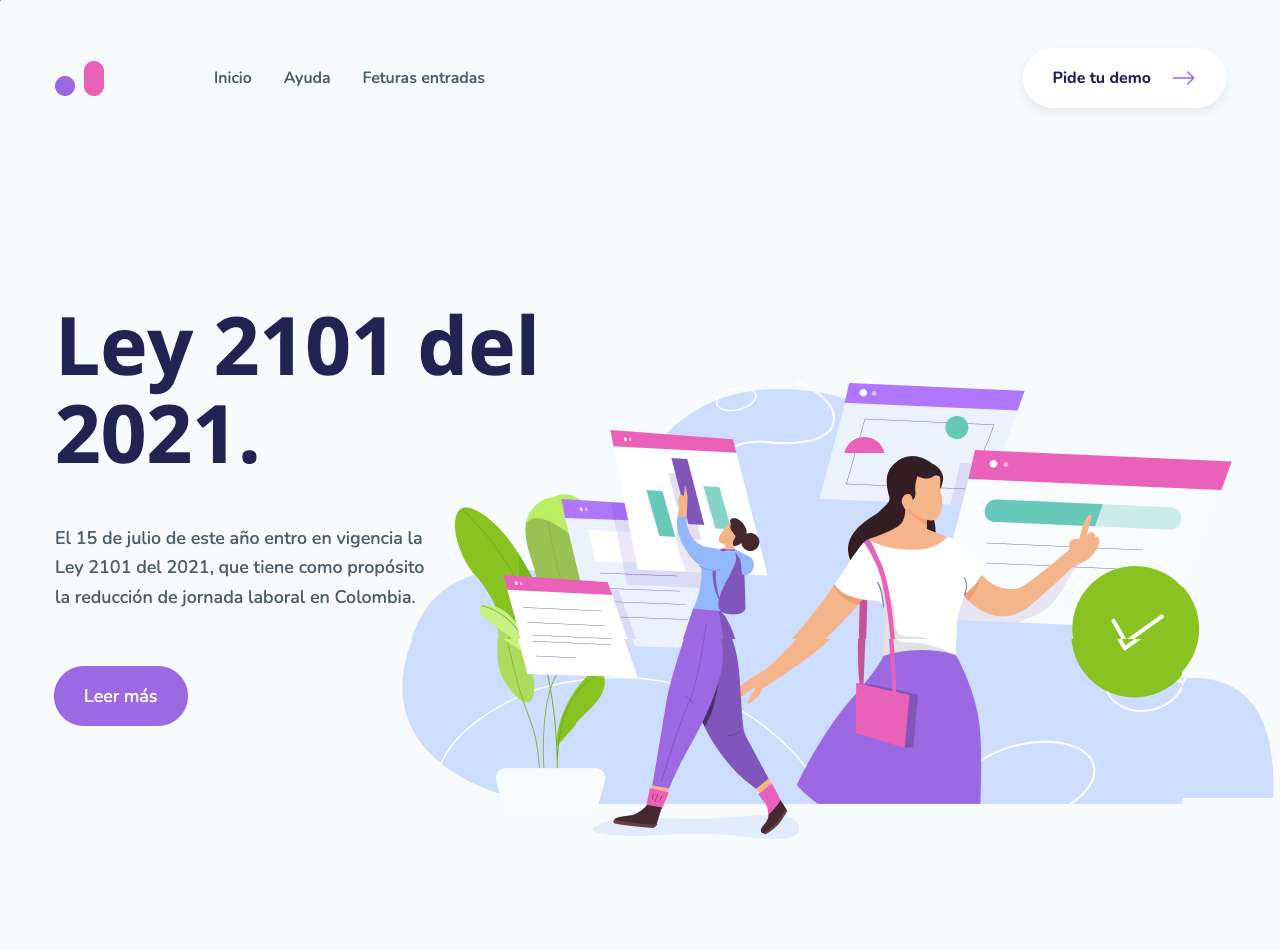 Inicio
Ayuda
Feturas entradas
Pide tu demo
Ley 2101 del
2021.
El 15 de julio de este año entro en vigencia la
Ley 2101 del 2021, que tiene como propósito
la reducción de jornada laboral en Colombia.
Leer más